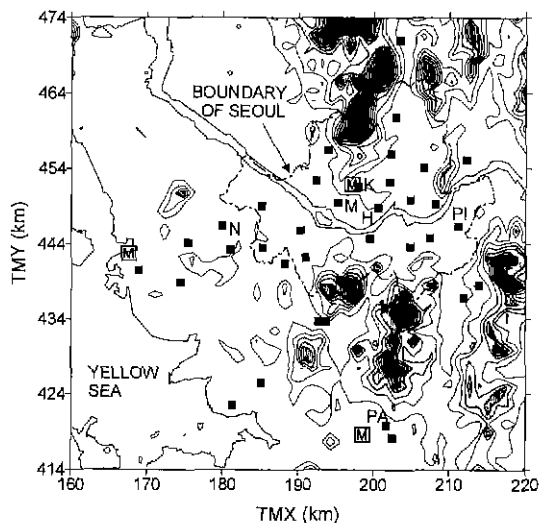 474
464
454
444
434
424
414
TMY (km)
BOUNDARY
OF SEOUL
M K
M
H
PI
N
M
YELLOW
SEA
PA
M
160
170
180
190
200
210
220
TMX (km)